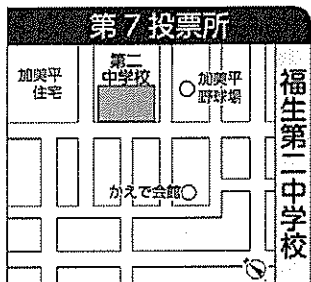 第7投票所
加美平
住宅
第二
中学校
加美平
野球場
かえで会館
福生第二中学校